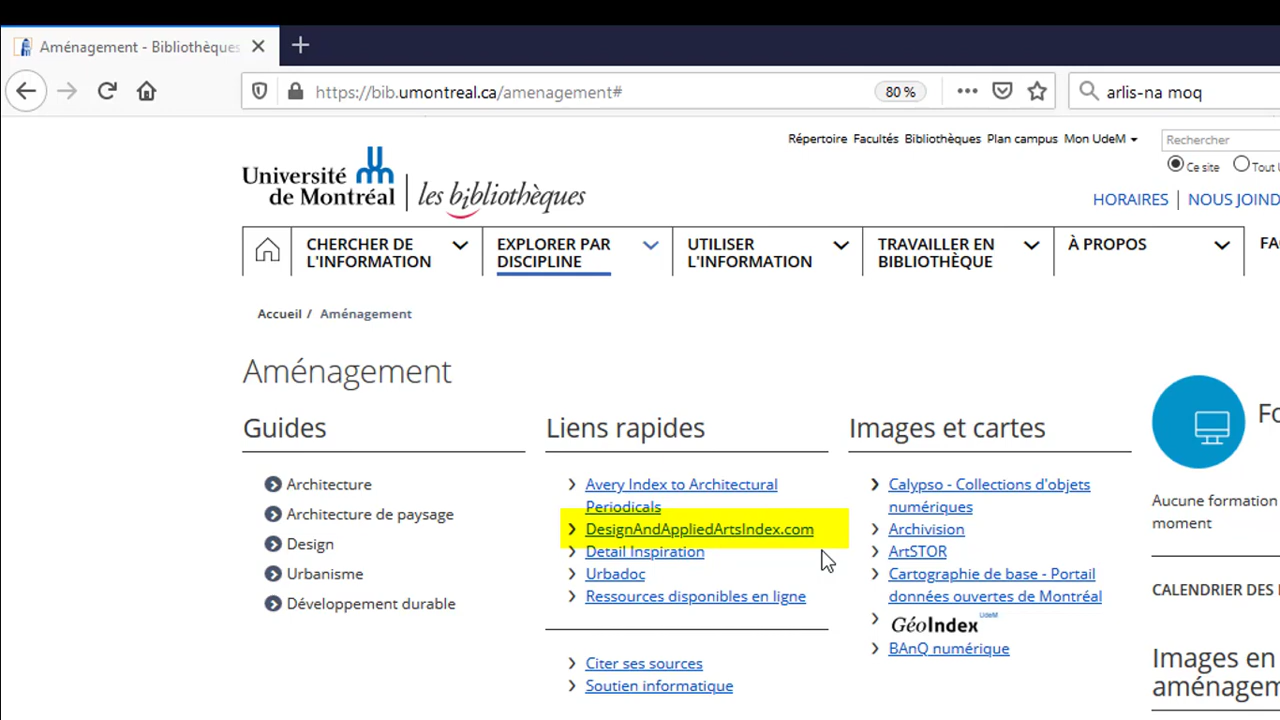 Aménagement - Bibliothèques
https://bib.umontreal.ca/amenagement#
80 %
arlis-na moq
Répertoire Facultés Bibliothèques Plan campus Mon UdeM
Rechercher
Ce site
Tout
Université
de Montréal
les bibliothèques
HORAIRES
NOUS JOIND
CHERCHER DE
L'INFORMATION
EXPLORER PAR
DISCIPLINE
UTILISER
L'INFORMATION
TRAVAILLER EN
BIBLIOTHÈQUE
À PROPOS
FA
Accueil / Aménagement
Aménagement
Guides
Architecture
Architecture de paysage
Design
Urbanisme
Développement durable
Liens rapides
Avery Index to Architectural
Periodicals
DesignAndAppliedArtsIndex.com
Detail Inspiration
Urbadoc
Ressources disponibles en ligne
Citer ses sources
Soutien informatique
Images et cartes
Calypso - Collections d'objets
numériques
Archivision
ArtSTOR
Cartographie de base - Portail
données ouvertes de Montréal
GéoIndex UdeM
BAnQ numérique
Fo
Aucune formation
moment
CALENDRIER DES
Images en
aménagem